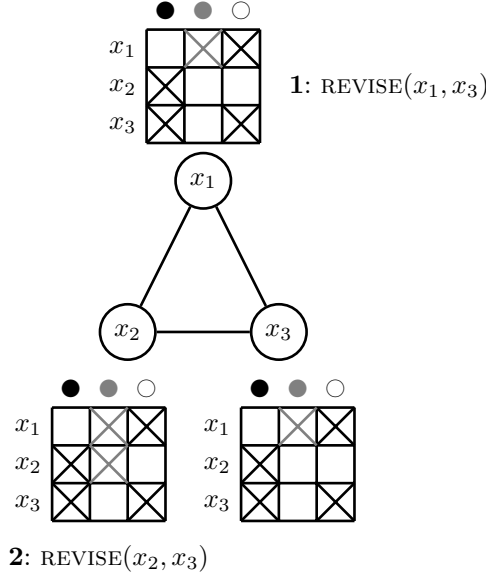 x₁
x₂
x₃
1: REVISE(x₁, x₃)
x₁
x₂
x₃
x₁
x₂
x₃
x₁
x₂
x₃
2: REVISE(x₂, x₃)